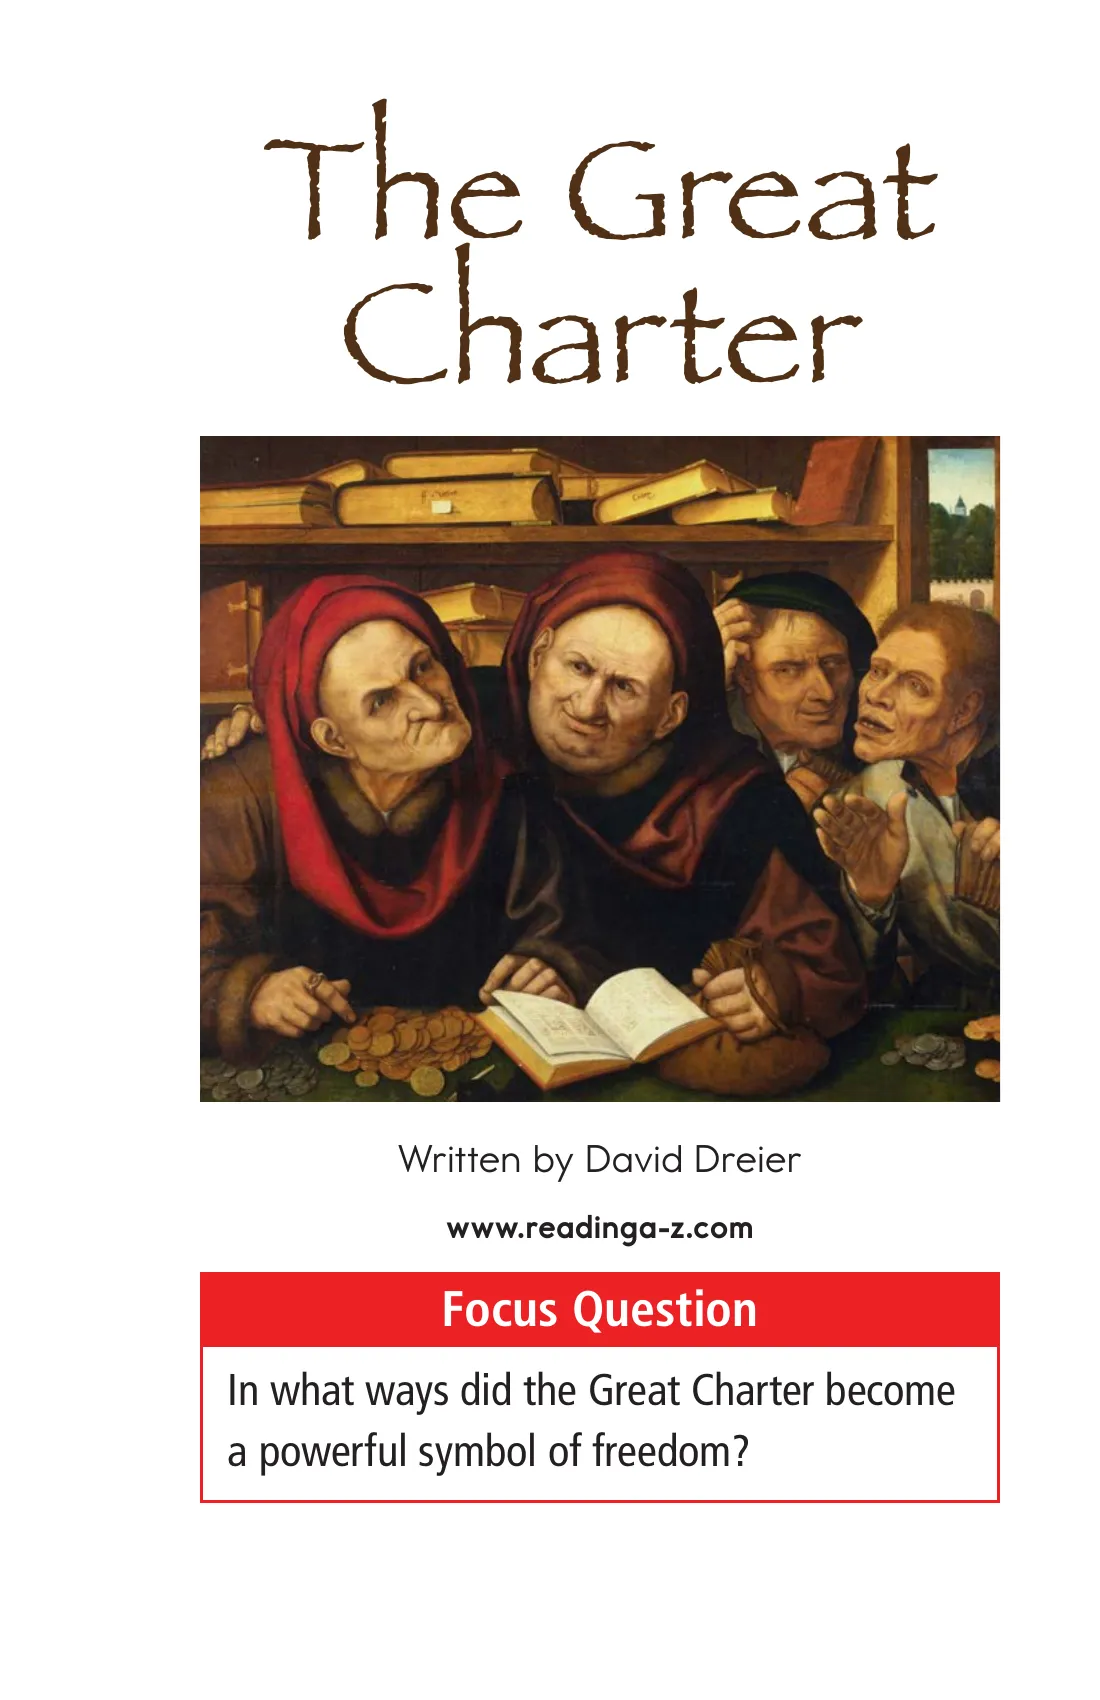 The Great
Charter
Written by David Dreier
www.readinga-z.com
Focus Question
In what ways did the Great Charter become
a powerful symbol of freedom?